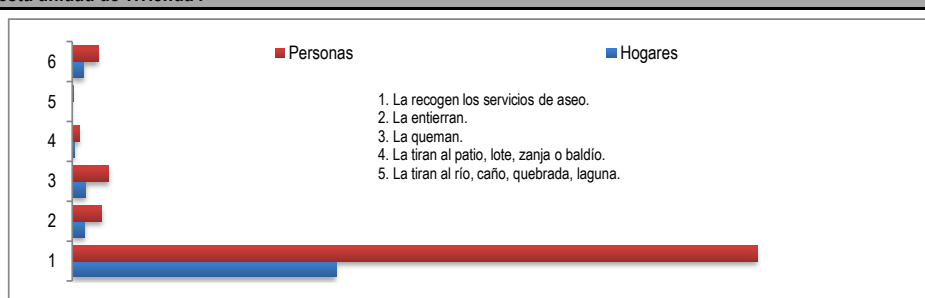 Personas
Hogares
6
5
4
3
2
1
1. La recogen los servicios de aseo.
2. La entierran.
3. La queman.
4. La tiran al patio, lote, zanja o baldío.
5. La tiran al río, caño, quebrada, laguna.